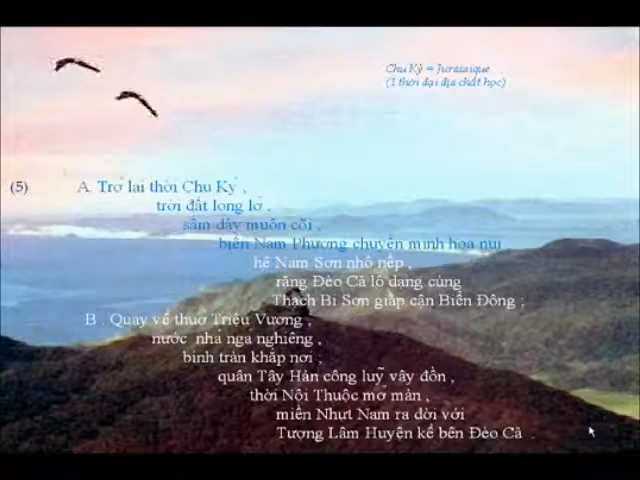 Chu Kỳ = Jurassique
(1 thời đại địa chất học)
(5) A. Trở lại thời Chu Kỳ ,
trời đất long lở ,
sấm dậy muôn cõi ,
biển Nam Phương chuyển mình hóa núi ,
hệ Nam Sơn nhô nếp ,
rặng Đèo Cả lộ dạng cùng
Thạch Bi Sơn giáp cận Biển Đông ;
B . Quay về thuở Triệu Vương ,
nước nhà ngả nghiêng ,
binh tràn khắp nơi ;
quân Tây Hán công luỹ vây đồn ,
thời Nội Thuộc mở màn ,
miền Nhựt Nam ra đời với
Tượng Lâm Huyện kề bên Đèo Cả .